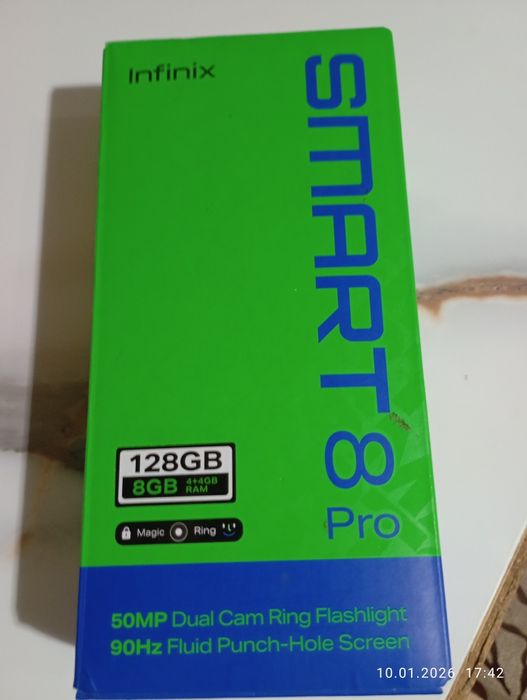 Infinix
SMART 8
Pro
128GB
8GB 4+4GB RAM
Magic Ring
50MP Dual Cam Ring Flashlight
90Hz Fluid Punch-Hole Screen
10.01.2026 17:42